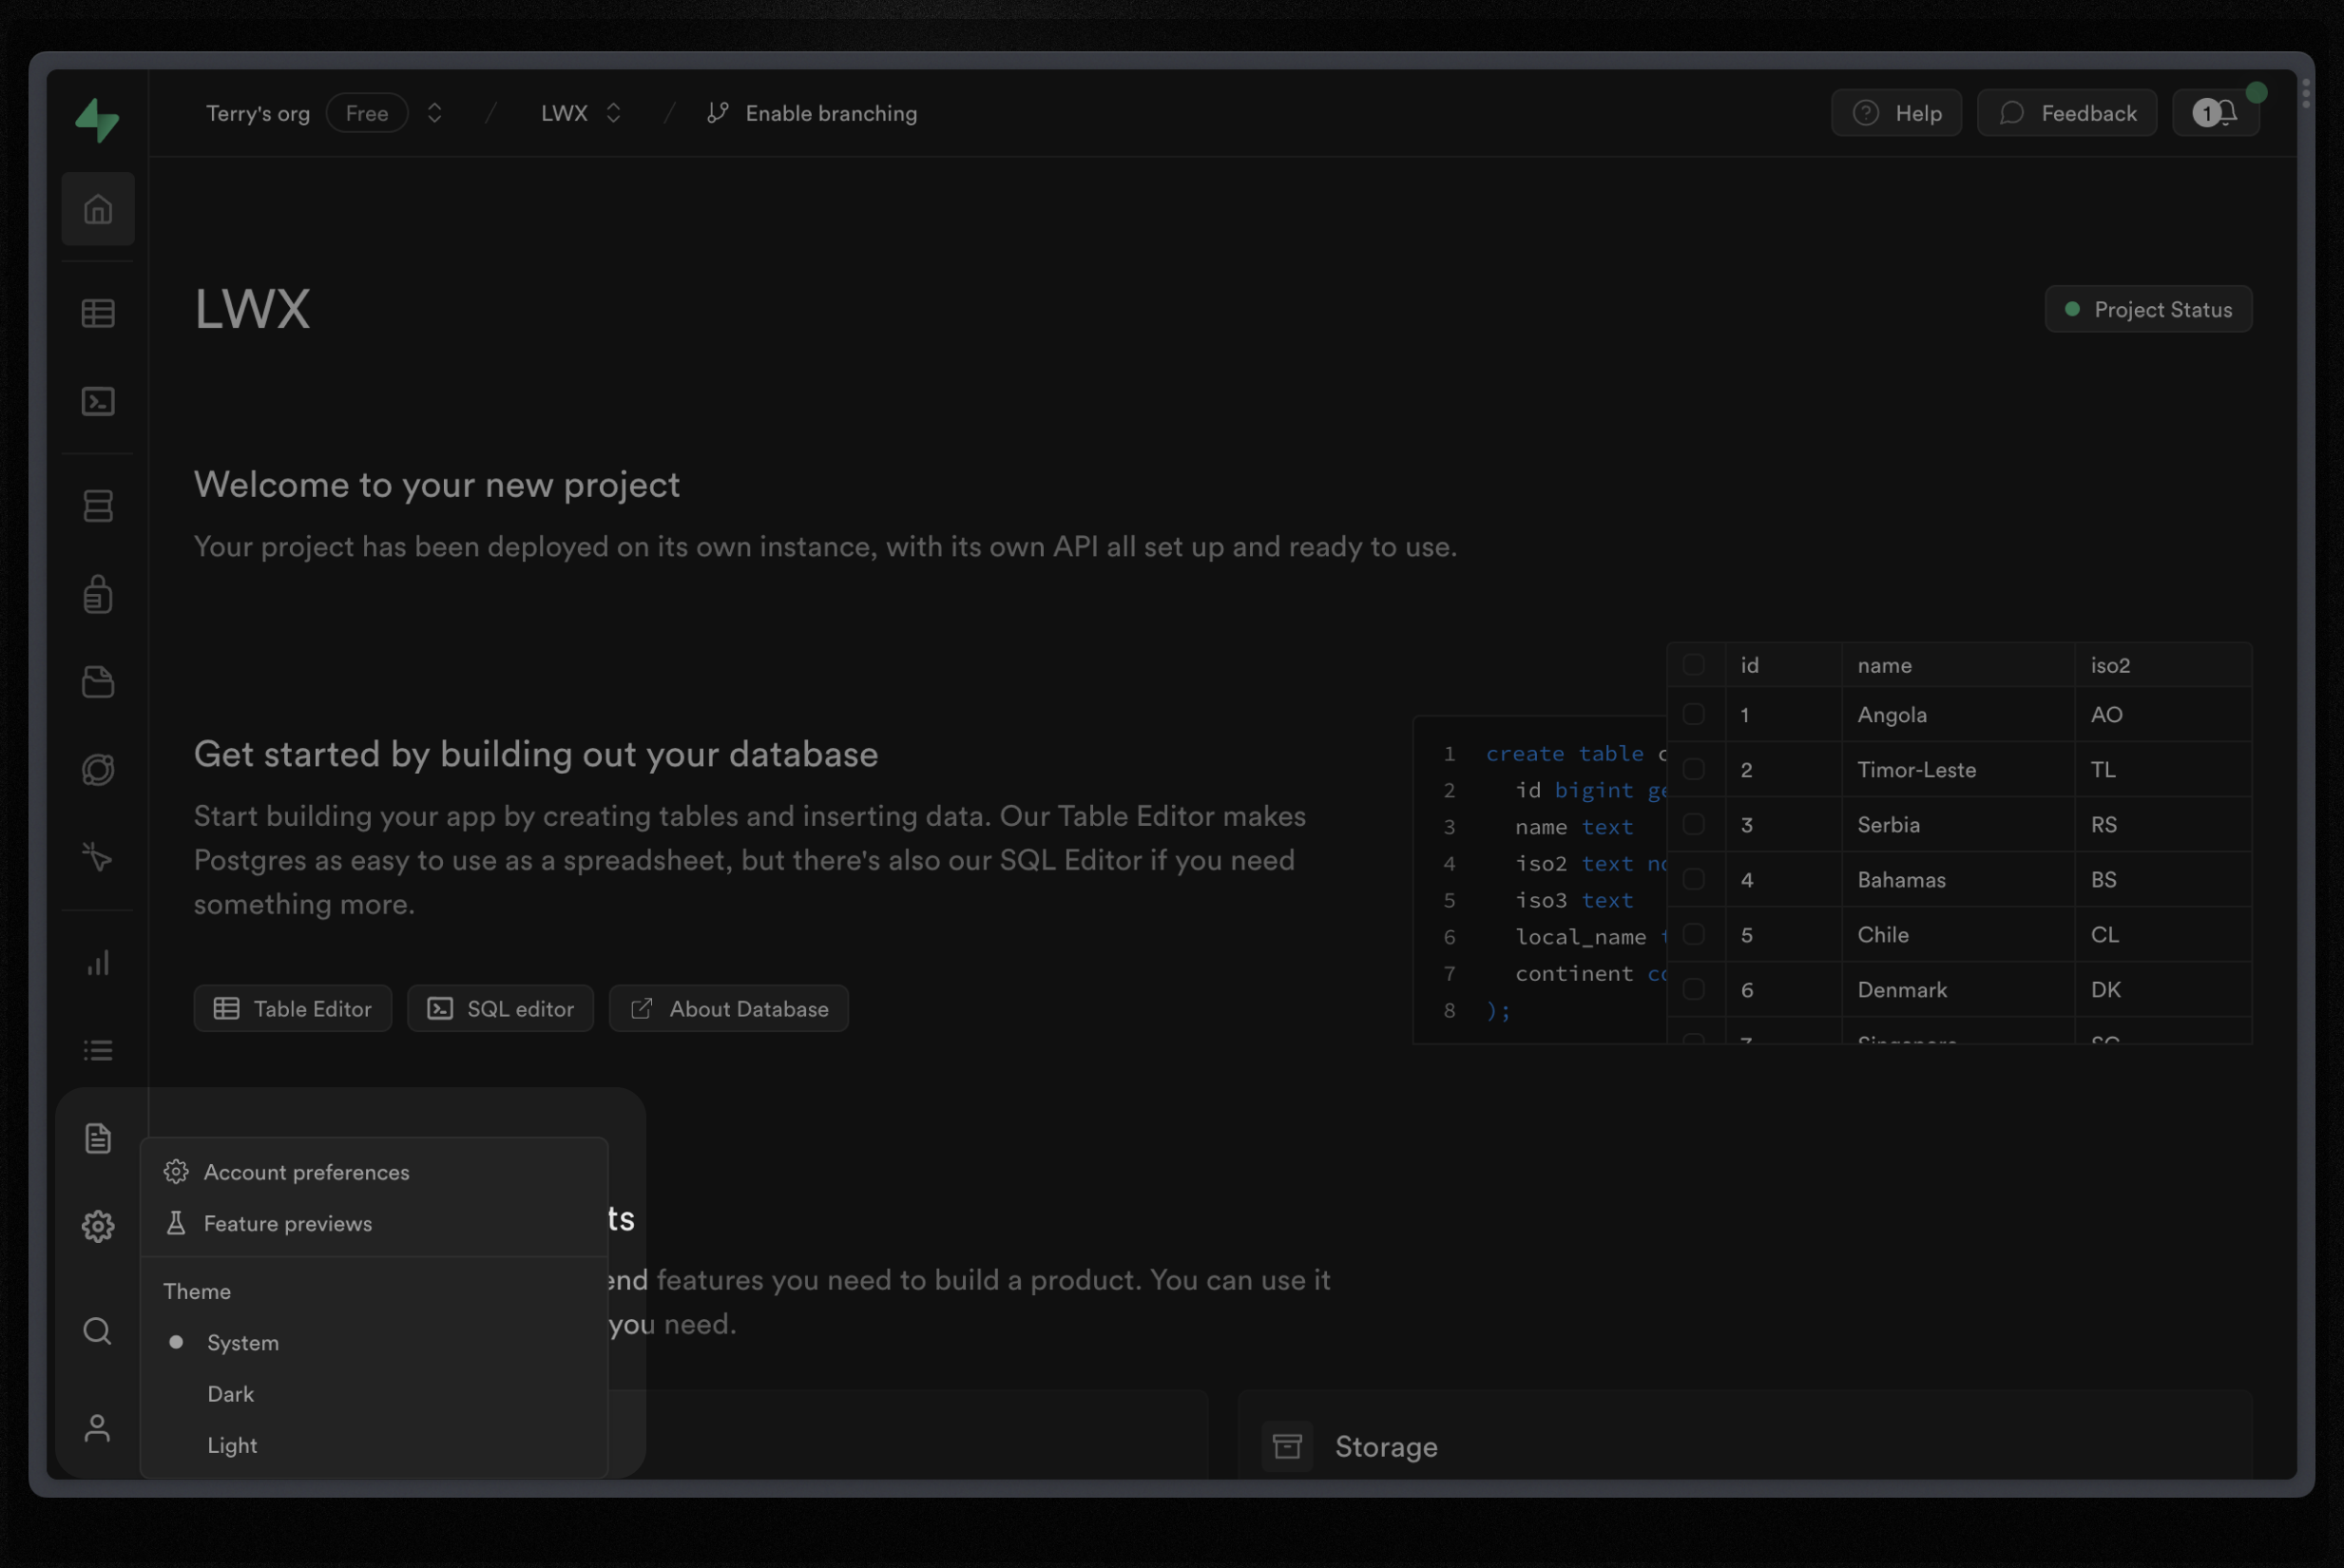 Terry's org Free / LWX / Enable branching
Help
Feedback
1
LWX
Project Status
Welcome to your new project
Your project has been deployed on its own instance, with its own API all set up and ready to use.
Get started by building out your database
Start building your app by creating tables and inserting data. Our Table Editor makes
Postgres as easy to use as a spreadsheet, but there's also our SQL Editor if you need
something more.
Table Editor
SQL editor
About Database
1 create table c
2 id bigint ge
3 name text
4 iso2 text no
5 iso3 text
6 local_name t
7 continent co
8 );
id name iso2
1 Angola AO
2 Timor-Leste TL
3 Serbia RS
4 Bahamas BS
5 Chile CL
6 Denmark DK
7 Singapore SG
Account preferences
Feature previews
Theme
System
Dark
Light
ts
end features you need to build a product. You can use it
you need.
Storage